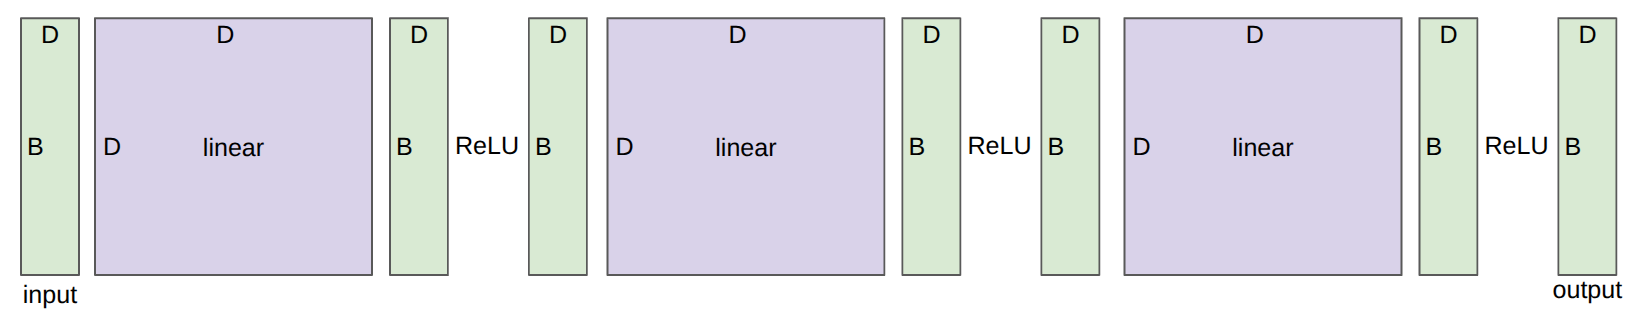 D D D D D D D D D D
B D linear B ReLU B D linear B ReLU B D linear B ReLU B
input output